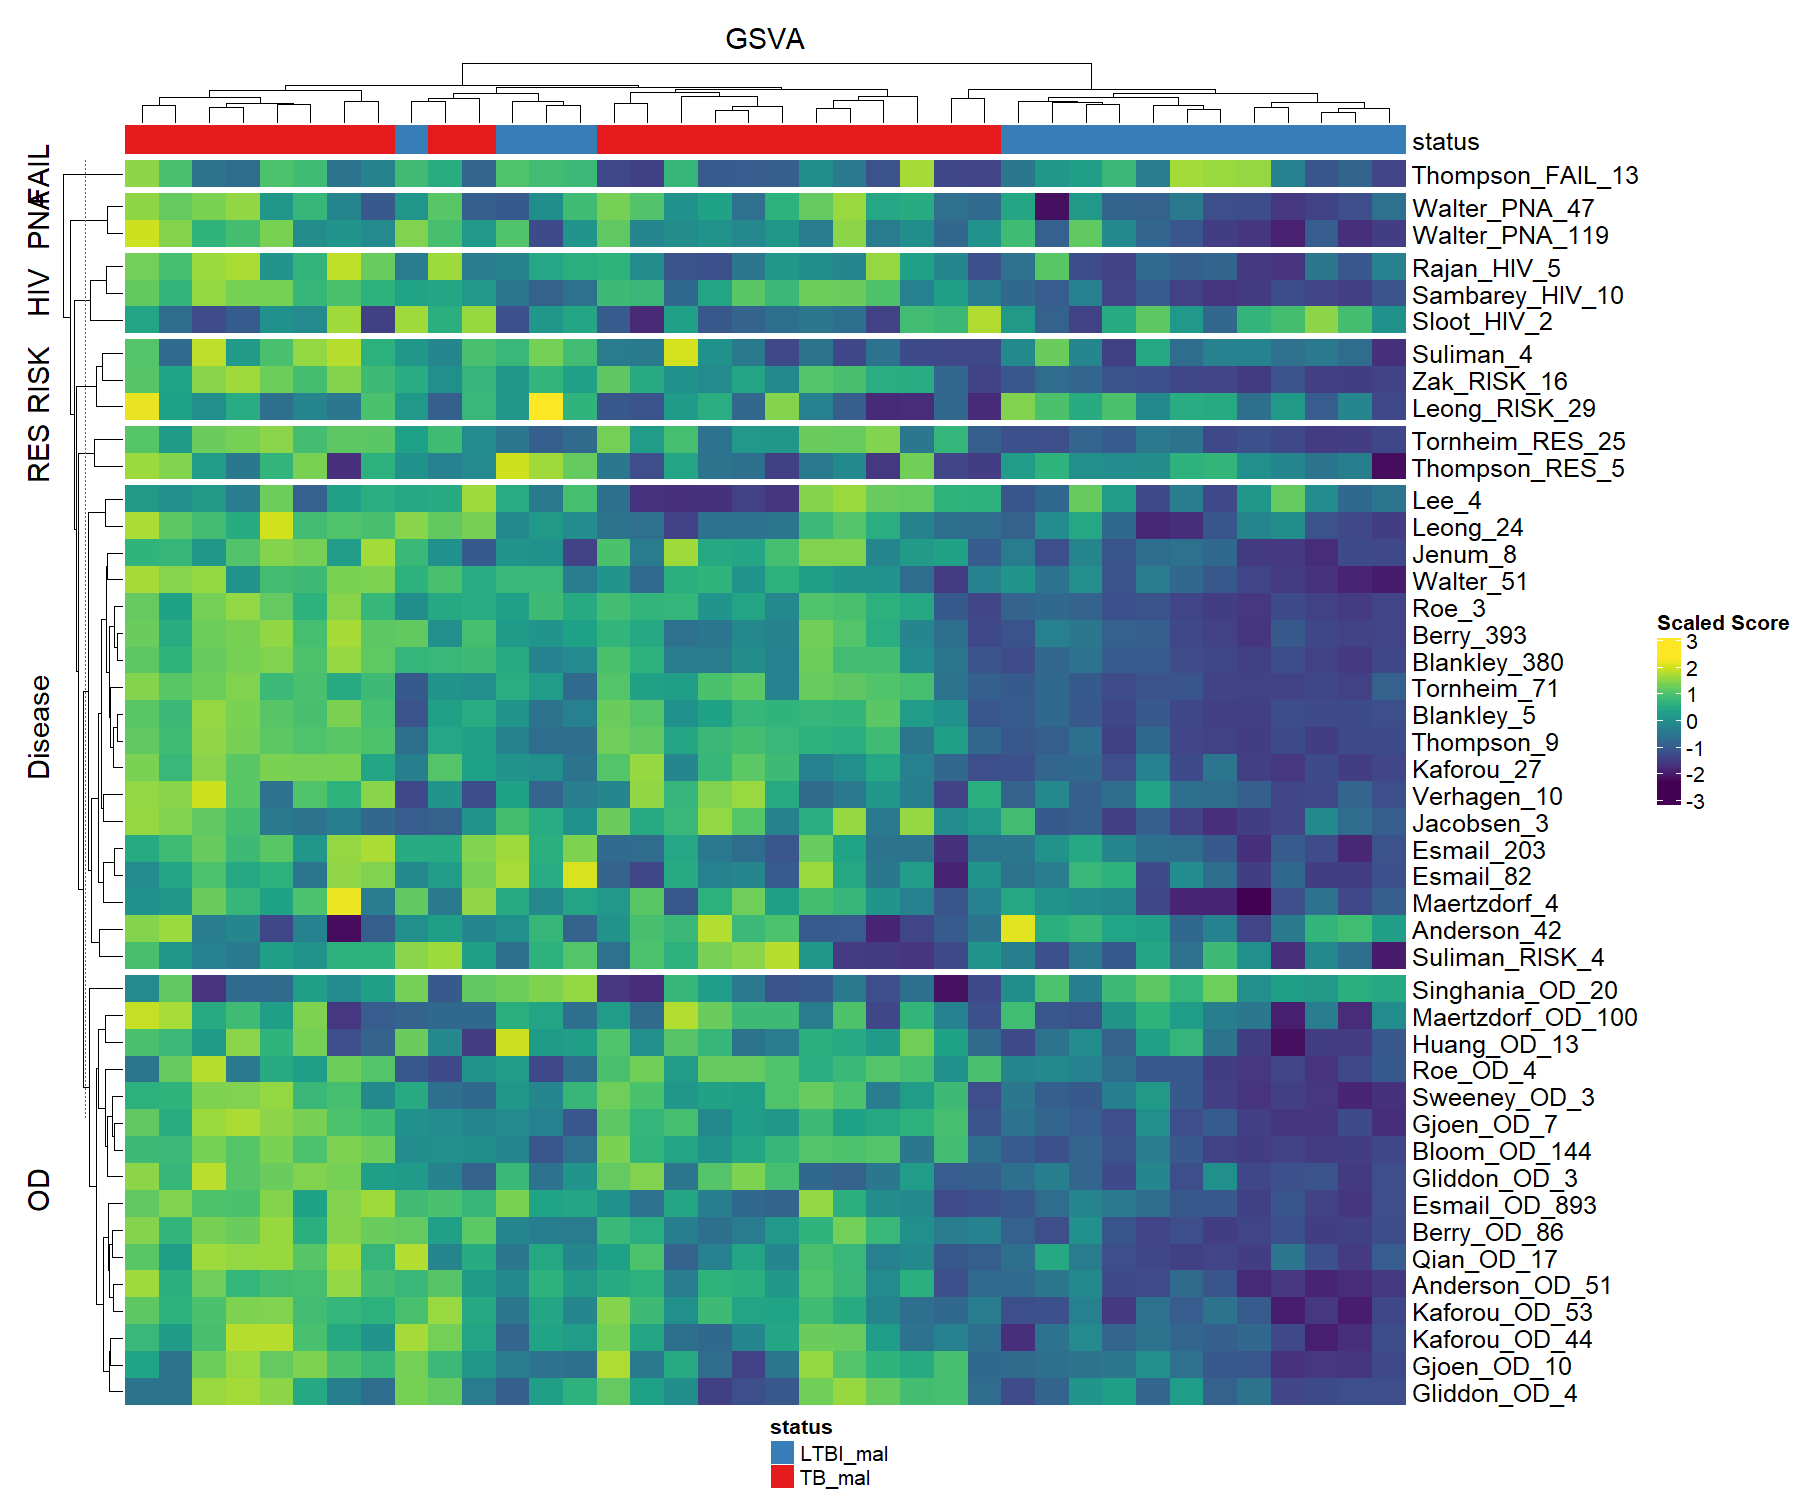 GSVA
status
FAIL
Thompson_FAIL_13
PNA
Walter_PNA_47
Walter_PNA_119
HIV
Rajan_HIV_5
Sambarey_HIV_10
Sloot_HIV_2
RISK
Suliman_4
Zak_RISK_16
Leong_RISK_29
RES
Tornheim_RES_25
Thompson_RES_5
Disease
Lee_4
Leong_24
Jenum_8
Walter_51
Roe_3
Berry_393
Blankley_380
Tornheim_71
Blankley_5
Thompson_9
Kaforou_27
Verhagen_10
Jacobsen_3
Esmail_203
Esmail_82
Maertzdorf_4
Anderson_42
Suliman_RISK_4
OD
Singhania_OD_20
Maertzdorf_OD_100
Huang_OD_13
Roe_OD_4
Sweeney_OD_3
Gjoen_OD_7
Bloom_OD_144
Gliddon_OD_3
Esmail_OD_893
Berry_OD_86
Qian_OD_17
Anderson_OD_51
Kaforou_OD_53
Kaforou_OD_44
Gjoen_OD_10
Gliddon_OD_4
Scaled Score
3
2
1
0
-1
-2
-3
status
LTBI_mal
TB_mal